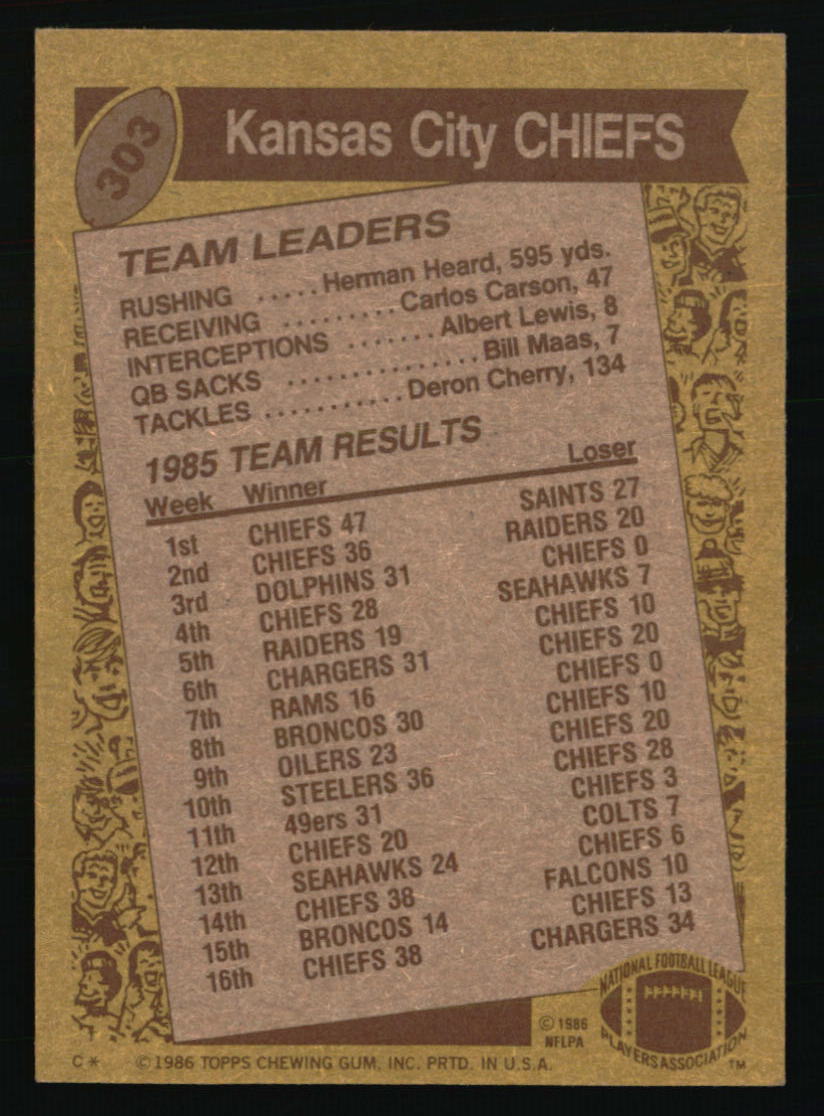 303
Kansas City CHIEFS
TEAM LEADERS
RUSHING ..... Herman Heard, 595 yds.
RECEIVING ......... Carlos Carson, 47
INTERCEPTIONS ....... Albert Lewis, 8
QB SACKS ............... Bill Maas, 7
TACKLES ........... Deron Cherry, 134
1985 TEAM RESULTS
Week Winner Loser
1st CHIEFS 47 SAINTS 27
2nd CHIEFS 36 RAIDERS 20
3rd DOLPHINS 31 CHIEFS 0
4th CHIEFS 28 SEAHAWKS 7
5th RAIDERS 19 CHIEFS 10
6th CHARGERS 31 CHIEFS 20
7th RAMS 16 CHIEFS 0
8th BRONCOS 30 CHIEFS 10
9th OILERS 23 CHIEFS 20
10th STEELERS 36 CHIEFS 28
11th 49ers 31 CHIEFS 3
12th CHIEFS 20 COLTS 7
13th SEAHAWKS 24 CHIEFS 6
14th CHIEFS 38 FALCONS 10
15th BRONCOS 14 CHIEFS 13
16th CHIEFS 38 CHARGERS 34
NATIONAL FOOTBALL LEAGUE
PLAYERS ASSOCIATION
TM
© 1986
NFLPA
C* © 1986 TOPPS CHEWING GUM, INC. PRTD. IN U.S.A.